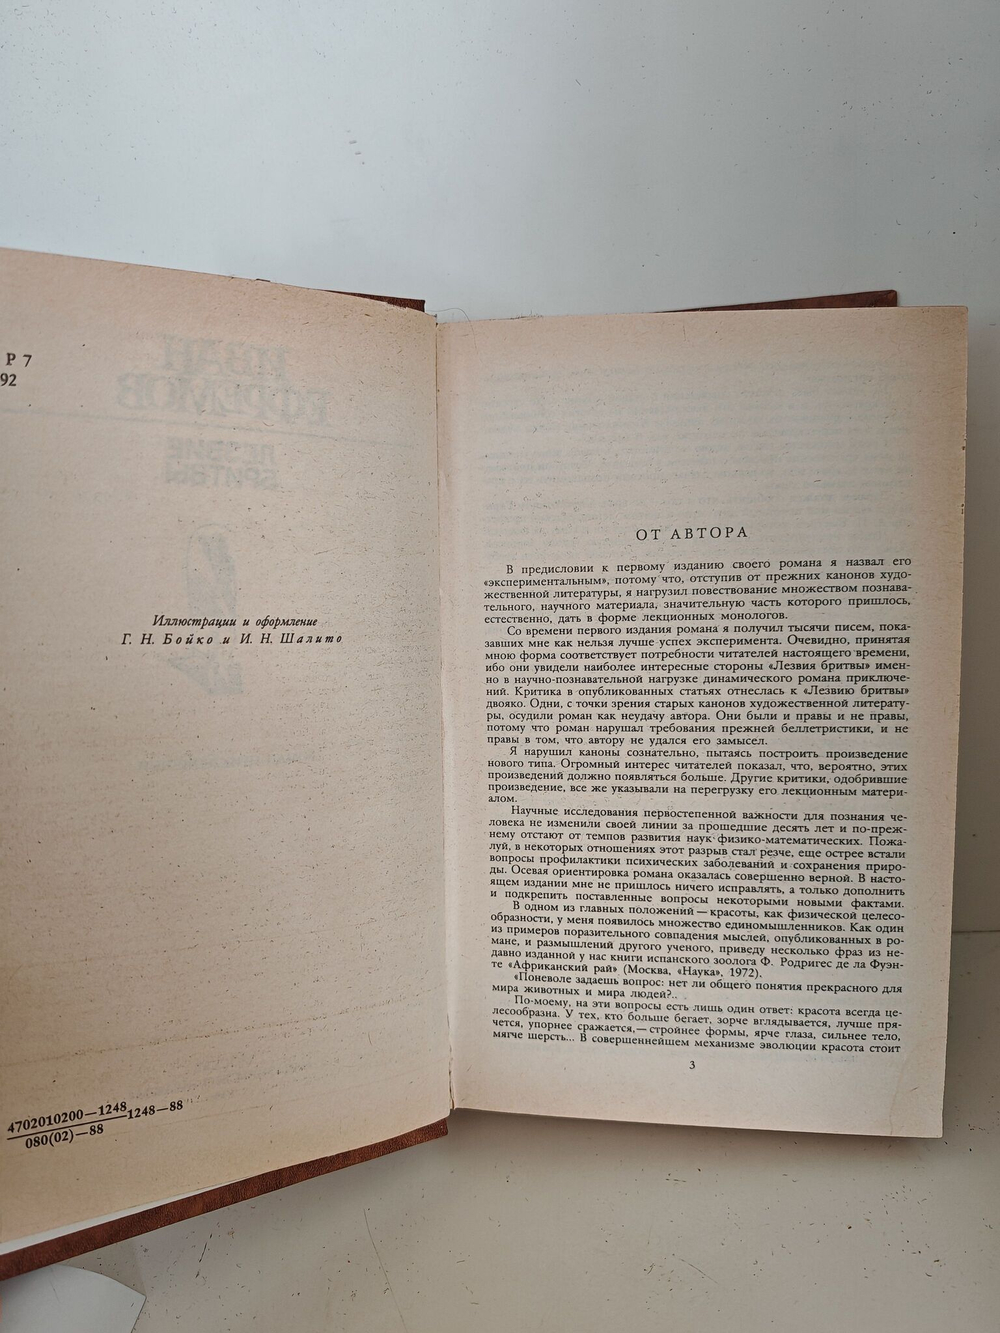 Р 7
92
ИВАН
ЕФРЕМОВ
ЛЕЗВИЕ
БРИТВЫ
Иллюстрации и оформление
Г. Н. Бойко и И. Н. Шалито
4702010200—1248
080(02)—88
1248—88
ОТ АВТОРА
В предисловии к первому изданию своего романа я назвал его
«экспериментальным», потому что, отступив от прежних канонов худо-
жественной литературы, я нагрузил повествование множеством познава-
тельного, научного материала, значительную часть которого пришлось,
естественно, дать в форме лекционных монологов.
Со времени первого издания романа я получил тысячи писем, пока-
завших мне как нельзя лучше успех эксперимента. Очевидно, принятая
мною форма соответствует потребности читателей настоящего времени,
ибо они увидели наиболее интересные стороны «Лезвия бритвы» имен-
но в научно-познавательной нагрузке динамического романа приключе-
ний. Критика в опубликованных статьях отнеслась к «Лезвию бритвы»
двояко. Одни, с точки зрения старых канонов художественной литерату-
ры, осудили роман как неудачу автора. Они были и правы и не правы,
потому что роман нарушал требования прежней беллетристики, и не
правы в том, что автору не удался его замысел.
Я нарушил каноны сознательно, пытаясь построить произведение
нового типа. Огромный интерес читателей показал, что, вероятно, этих
произведений должно появляться больше. Другие критики, одобрившие
произведение, все же указывали на перегрузку его лекционным матери-
алом.
Научные исследования первостепенной важности для познания че-
ловека не изменили своей линии за прошедшие десять лет и по-преж-
нему отстают от темпов развития наук физико-математических. Пожа-
луй, в некоторых отношениях этот разрыв стал резче, еще острее встали
вопросы профилактики психических заболеваний и сохранения приро-
ды. Осевая ориентировка романа оказалась совершенно верной. В насто-
ящем издании мне не пришлось ничего исправлять, а только дополнить
и подкрепить поставленные вопросы некоторыми новыми фактами.
В одном из главных положений — красоты, как физической целесо-
образности, у меня появилось множество единомышленников. Как один
из примеров поразительного совпадения мыслей, опубликованных в ро-
мане, и размышлений другого ученого, приведу несколько фраз из не-
давно изданной у нас книги испанского зоолога Ф. Родригес де ла Фуэн-
те «Африканский рай» (Москва, «Наука», 1972).
«Поневоле задаешь вопрос: нет ли общего понятия прекрасного для
мира животных и мира людей?..
По-моему, на эти вопросы есть лишь один ответ: красота всегда це-
лесообразна. У тех, кто больше бегает, зорче вглядывается, лучше пря-
чется, упорнее сражается,— стройнее формы, ярче глаза, сильнее тело,
мягче шерсть... В совершеннейшем механизме эволюции красота стоит
3